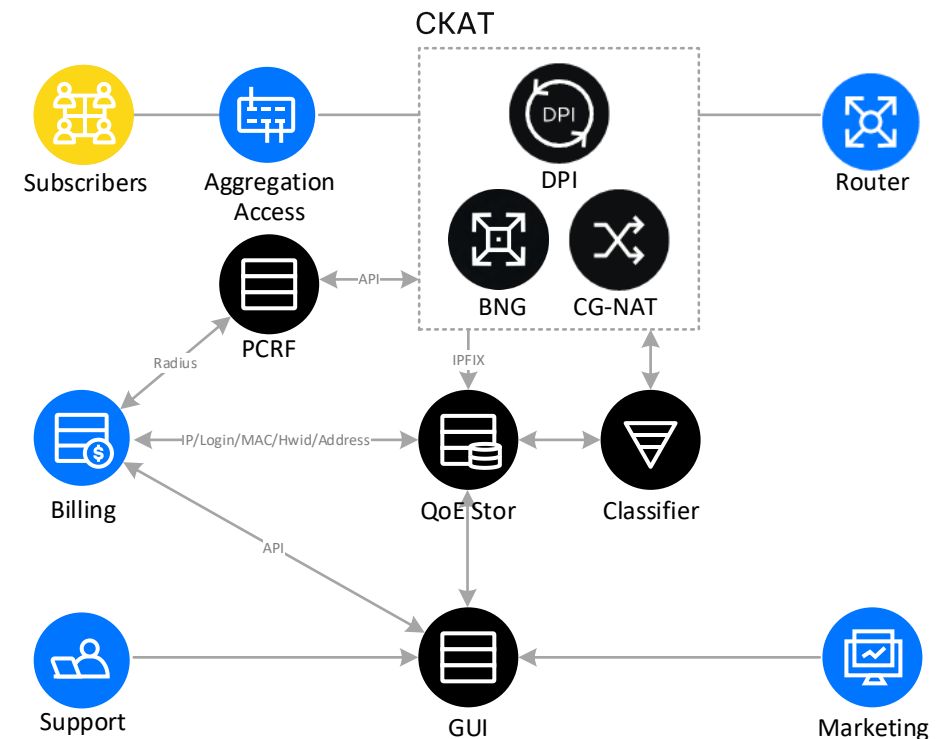 СКАТ
DPI
DPI
Subscribers
Aggregation
Access
Router
BNG
CG-NAT
API
PCRF
IPFIX
Radius
IP/Login/MAC/Hwid/Address
Billing
QoE Stor
Classifier
API
Support
GUI
Marketing